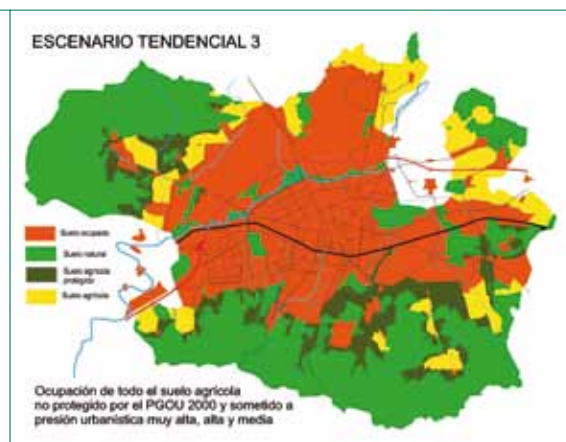 ESCENARIO TENDENCIAL 3
Suelo ocupado
Suelo natural
Suelo agrícola
protegido
Suelo agrícola
Ocupación de todo el suelo agrícola
no protegido por el PGOU 2000 y sometido a
presión urbanística muy alta, alta y media